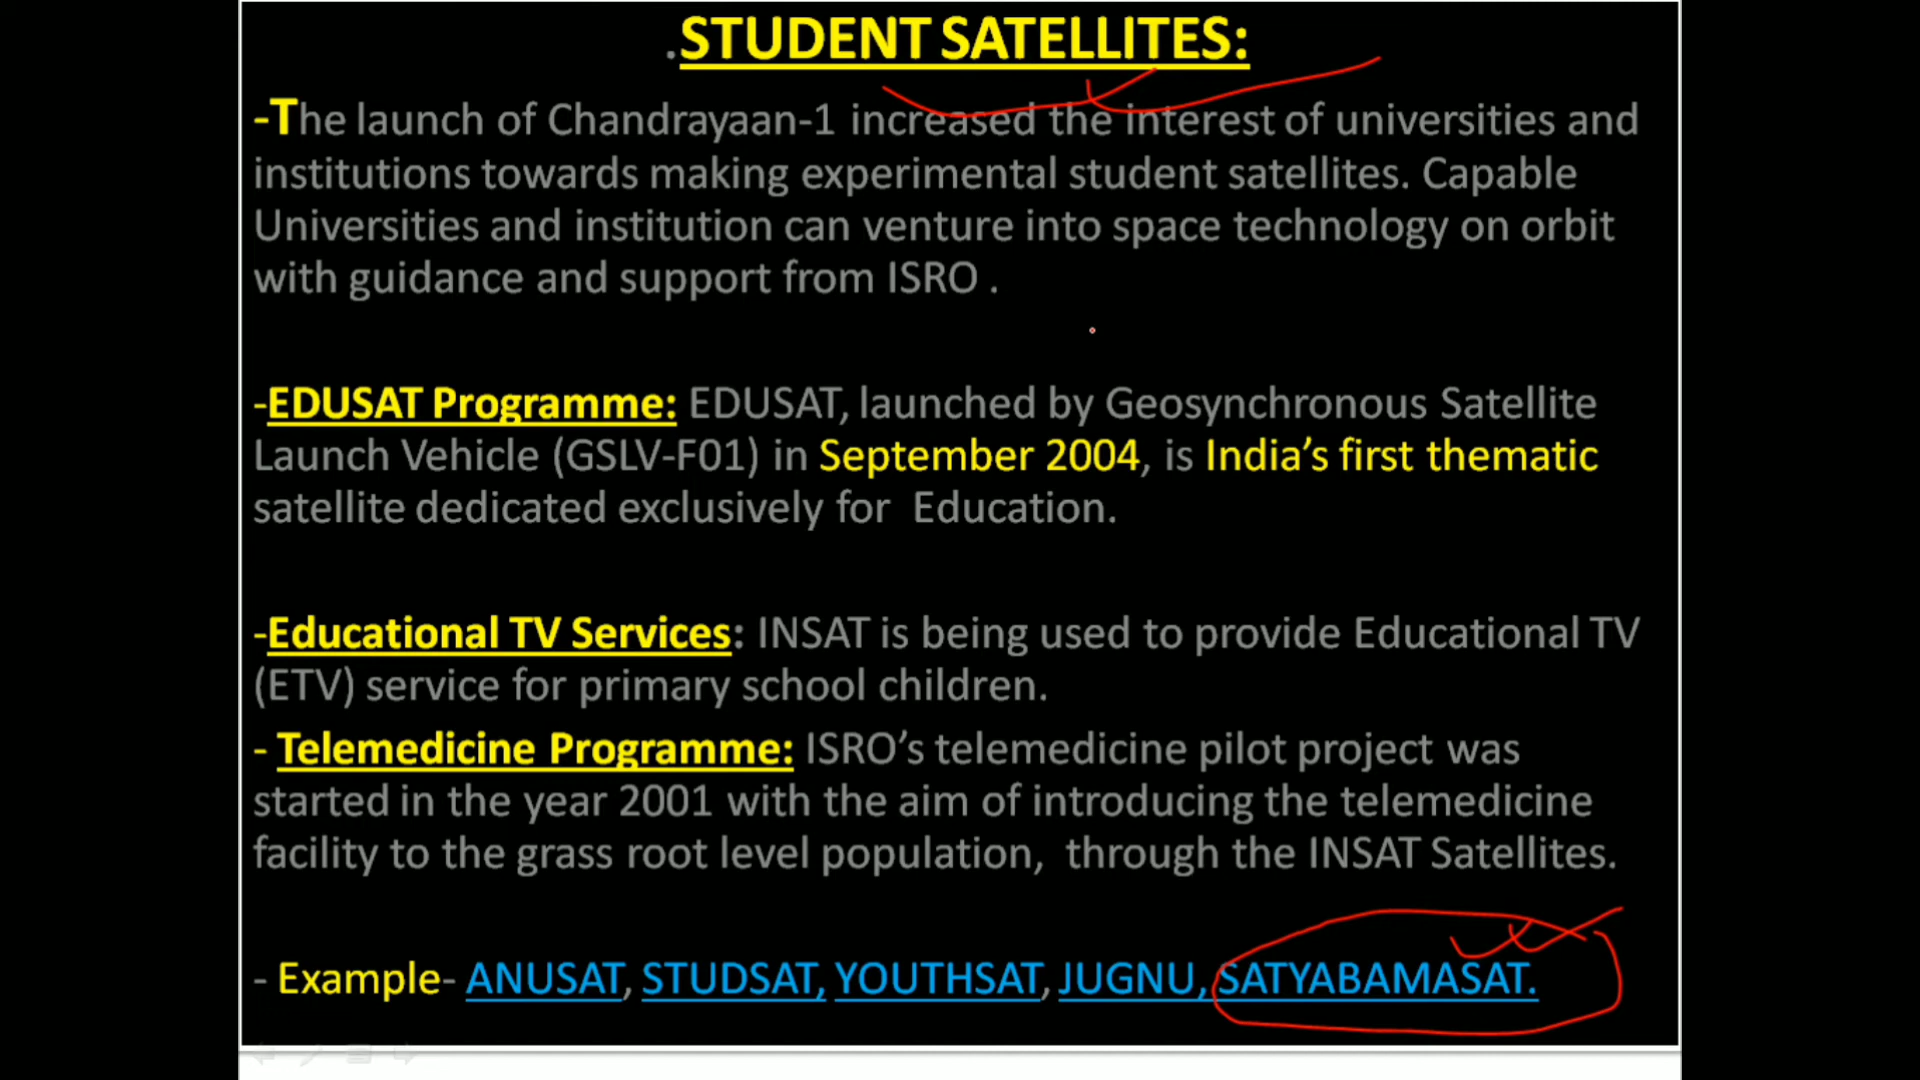 .STUDENT SATELLITES:
-The launch of Chandrayaan-1 increased the interest of universities and
institutions towards making experimental student satellites. Capable
Universities and institution can venture into space technology on orbit
with guidance and support from ISRO .
-EDUSAT Programme: EDUSAT, launched by Geosynchronous Satellite
Launch Vehicle (GSLV-F01) in September 2004, is India’s first thematic
satellite dedicated exclusively for  Education.
-Educational TV Services: INSAT is being used to provide Educational TV
(ETV) service for primary school children.
- Telemedicine Programme: ISRO’s telemedicine pilot project was
started in the year 2001 with the aim of introducing the telemedicine
facility to the grass root level population,  through the INSAT Satellites.
- Example- ANUSAT, STUDSAT, YOUTHSAT, JUGNU, SATYABAMASAT.